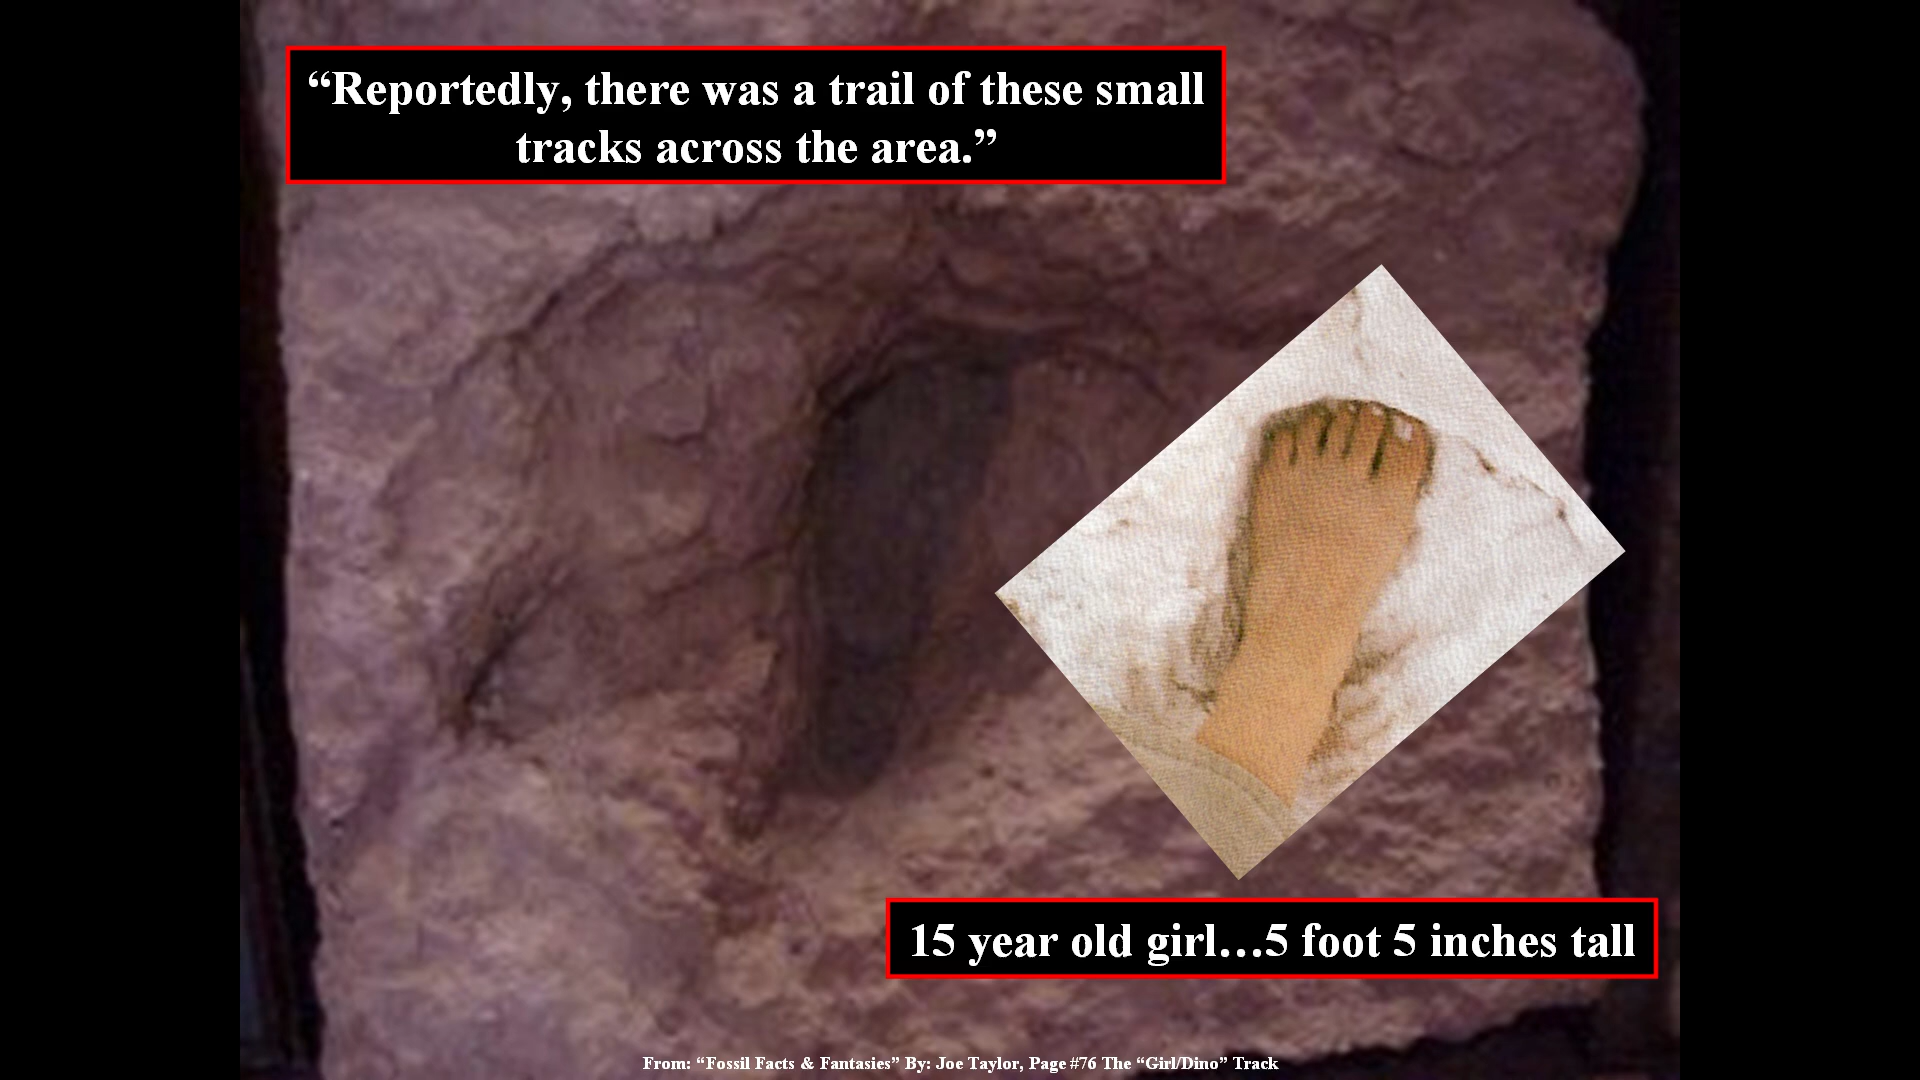 “Reportedly, there was a trail of these small
tracks across the area.”
15 year old girl…5 foot 5 inches tall
From: “Fossil Facts & Fantasies” By: Joe Taylor, Page #76 The “Girl/Dino” Track